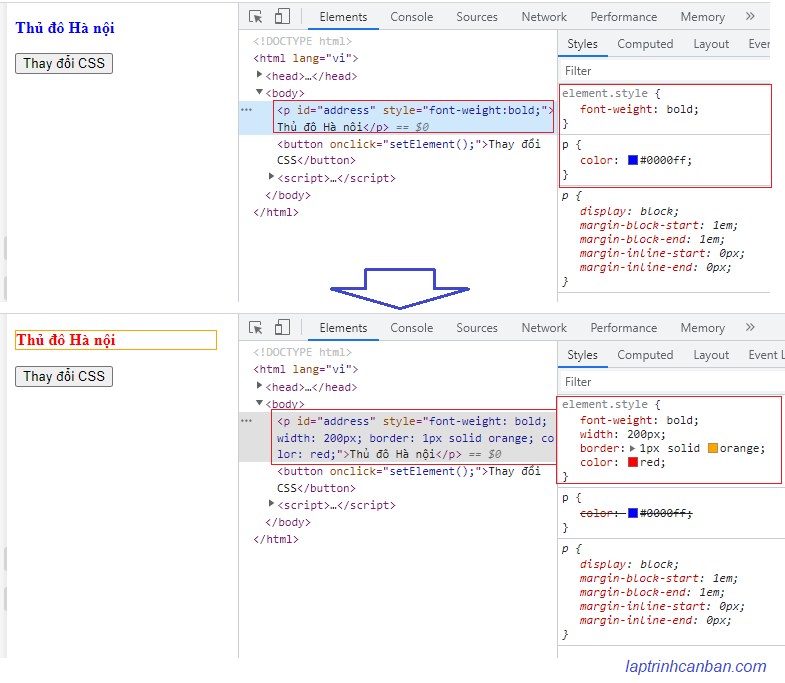 Thủ đô Hà nội
Thay đổi CSS
Elements Console Sources Network Performance Memory »
<!DOCTYPE html>
<html lang="vi">
<head>…</head>
<body>
<p id="address" style="font-weight:bold;">
Thủ đô Hà nội</p> == $0
<button onclick="setElement();">Thay đổi
CSS</button>
<script>…</script>
</body>
</html>
Styles Computed Layout Ever
Filter
element.style {
font-weight: bold;
}
p {
color: #0000ff;
}
p {
display: block;
margin-block-start: 1em;
margin-block-end: 1em;
margin-inline-start: 0px;
margin-inline-end: 0px;
}
Thủ đô Hà nội
Thay đổi CSS
Elements Console Sources Network Performance Memory »
<!DOCTYPE html>
<html lang="vi">
<head>…</head>
<body>
<p id="address" style="font-weight: bold;
width: 200px; border: 1px solid orange; co
lor: red;">Thủ đô Hà nội</p> == $0
<button onclick="setElement();">Thay đổi
CSS</button>
<script>…</script>
</body>
</html>
Styles Computed Layout Event L
Filter
element.style {
font-weight: bold;
width: 200px;
border: 1px solid orange;
color: red;
}
p {
color: #0000ff;
}
p {
display: block;
margin-block-start: 1em;
margin-block-end: 1em;
margin-inline-start: 0px;
margin-inline-end: 0px;
}
laptrinhcanban.com